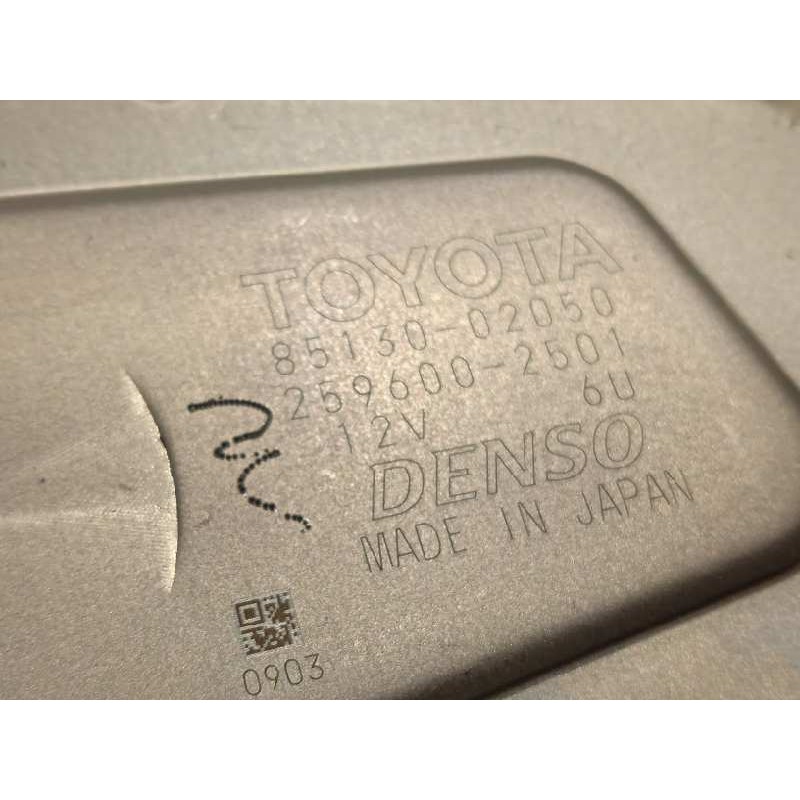 TOYOTA
85130-02050
259600-2501
12V 6U
DENSO
MADE IN JAPAN
0903